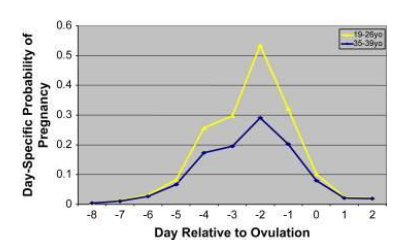 0.6
19-26yo
35-39yo
0.5
0.4
0.3
0.2
0.1
0
Day-Specific Probability of
Pregnancy
-8 -7 -6 -5 -4 -3 -2 -1 0 1 2
Day Relative to Ovulation